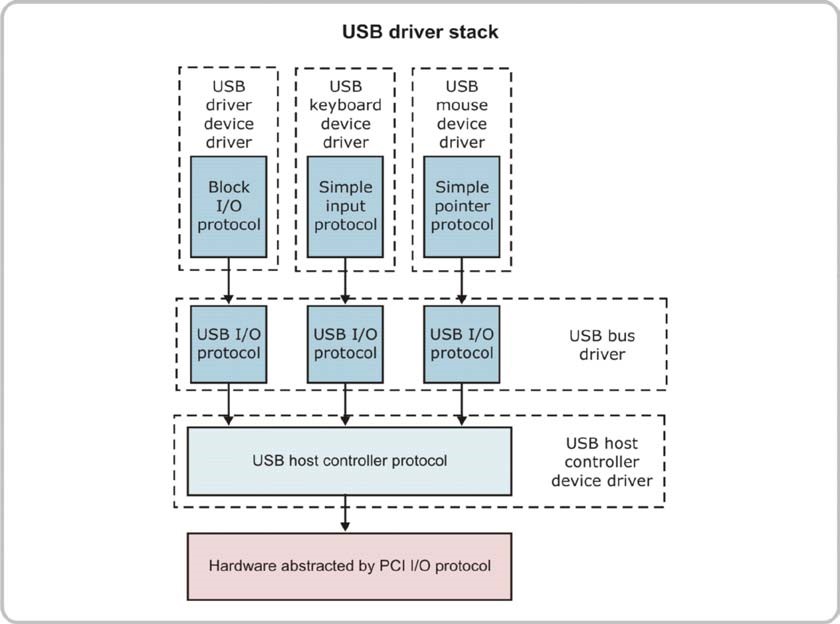 USB driver stack
USB
driver
device
driver
USB
keyboard
device
driver
USB
mouse
device
driver
Block
I/O
protocol
Simple
input
protocol
Simple
pointer
protocol
USB I/O
protocol
USB I/O
protocol
USB I/O
protocol
USB bus
driver
USB host controller protocol
USB host
controller
device driver
Hardware abstracted by PCI I/O protocol